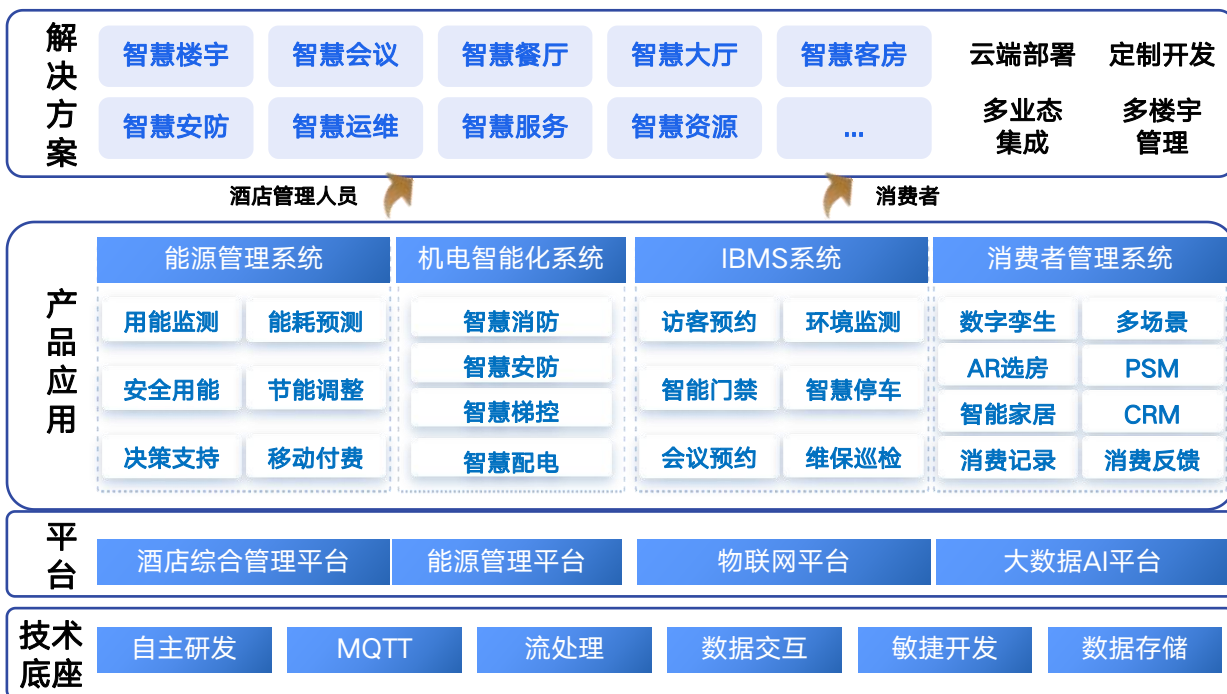 解决方案
智慧楼宇 智慧会议 智慧餐厅 智慧大厅 智慧客房 云端部署 定制开发
智慧安防 智慧运维 智慧服务 智慧资源 ... 多业态集成 多楼宇管理
酒店管理人员 消费者
产品应用
能源管理系统 机电智能化系统 IBMS系统 消费者管理系统
用能监测 能耗预测 智慧消防 访客预约 环境监测 数字孪生 多场景
智慧安防 AR选房 PSM
安全用能 节能调整 智能门禁 智慧停车
智慧梯控 智能家居 CRM
决策支持 移动付费 智慧配电 会议预约 维保巡检 消费记录 消费反馈
平台
酒店综合管理平台 能源管理平台 物联网平台 大数据AI平台
技术底座
自主研发 MQTT 流处理 数据交互 敏捷开发 数据存储